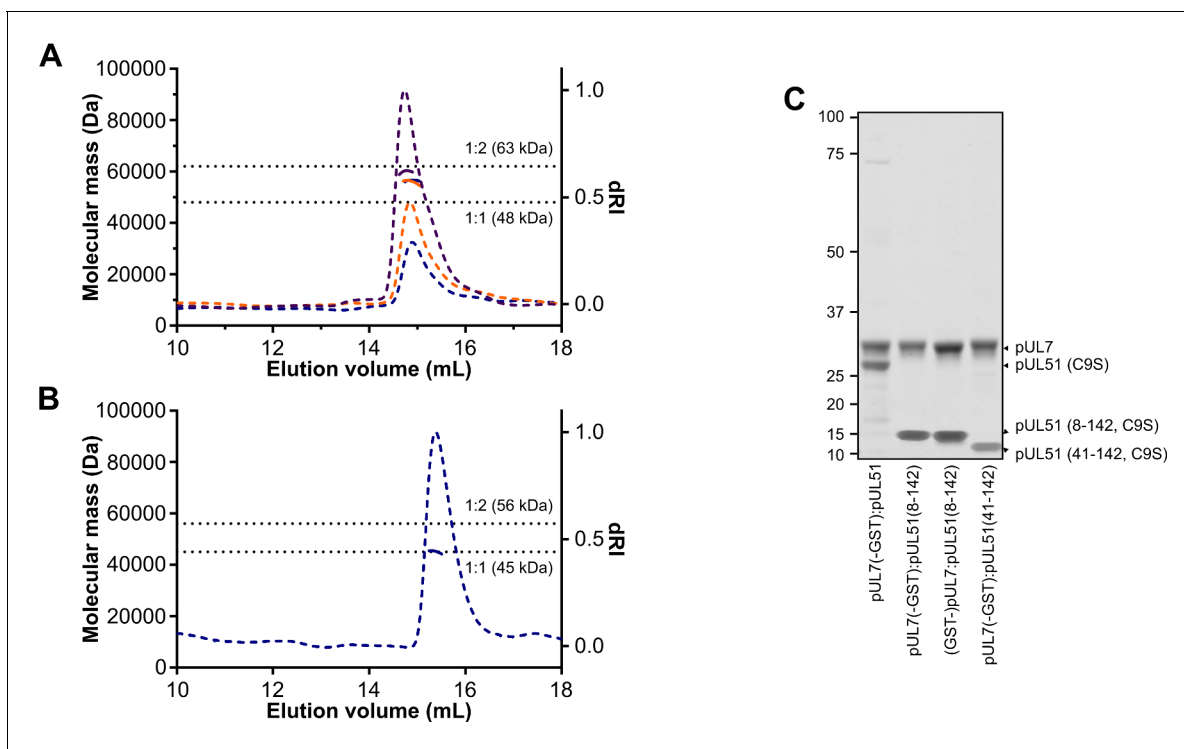 A
100000
80000
60000
40000
20000
0
Molecular mass (Da)
1.0
0.5
0.0
dRI
1:2 (63 kDa)
1:1 (48 kDa)
10 12 14 16 18
Elution volume (mL)
B
100000
80000
60000
40000
20000
0
Molecular mass (Da)
1.0
0.5
0.0
dRI
1:2 (56 kDa)
1:1 (45 kDa)
10 12 14 16 18
Elution volume (mL)
C
100
75
50
37
25
20
15
10
pUL7
pUL51 (C9S)
pUL51 (8-142, C9S)
pUL51 (41-142, C9S)
pUL7(-GST):pUL51
pUL7(-GST):pUL51(8-142)
(GST-)pUL7:pUL51(8-142)
pUL7(-GST):pUL51(41-142)